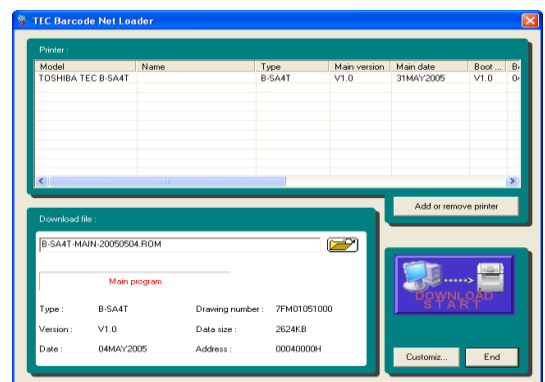 TEC Barcode Net Loader
Printer :
Model Name Type Main version Main date Boot ...
TOSHIBA TEC B-SA4T B-SA4T V1.0 31MAY2005 V1.0
Add or remove printer
Download file :
B-SA4T-MAIN-20050504.ROM
Main program
Type : B-SA4T Drawing number : 7FM01051000
Version : V1.0 Data size : 2624KB
Date : 04MAY2005 Address : 00040000H
DOWNLOAD
START
Customiz... End